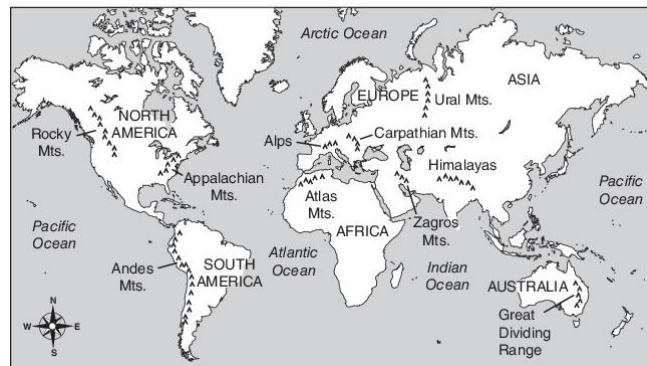 Arctic Ocean
ASIA
EUROPE
Ural Mts.
NORTH
AMERICA
Rocky
Mts.
Alps
Carpathian Mts.
Himalayas
Appalachian
Mts.
Atlas
Mts.
Pacific
Ocean
Pacific
Ocean
Zagros
Mts.
AFRICA
Atlantic
Ocean
Andes
Mts.
SOUTH
AMERICA
Indian
Ocean
AUSTRALIA
Great
Dividing
Range
N
W
E
S